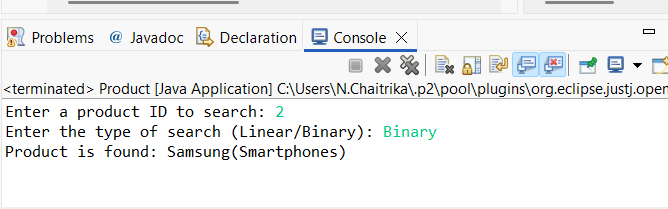 Problems @ Javadoc Declaration Console
<terminated> Product [Java Application] C:\Users\N.Chaitrika\.p2\pool\plugins\org.eclipse.justj.open
Enter a product ID to search: 2
Enter the type of search (Linear/Binary): Binary
Product is found: Samsung(Smartphones)